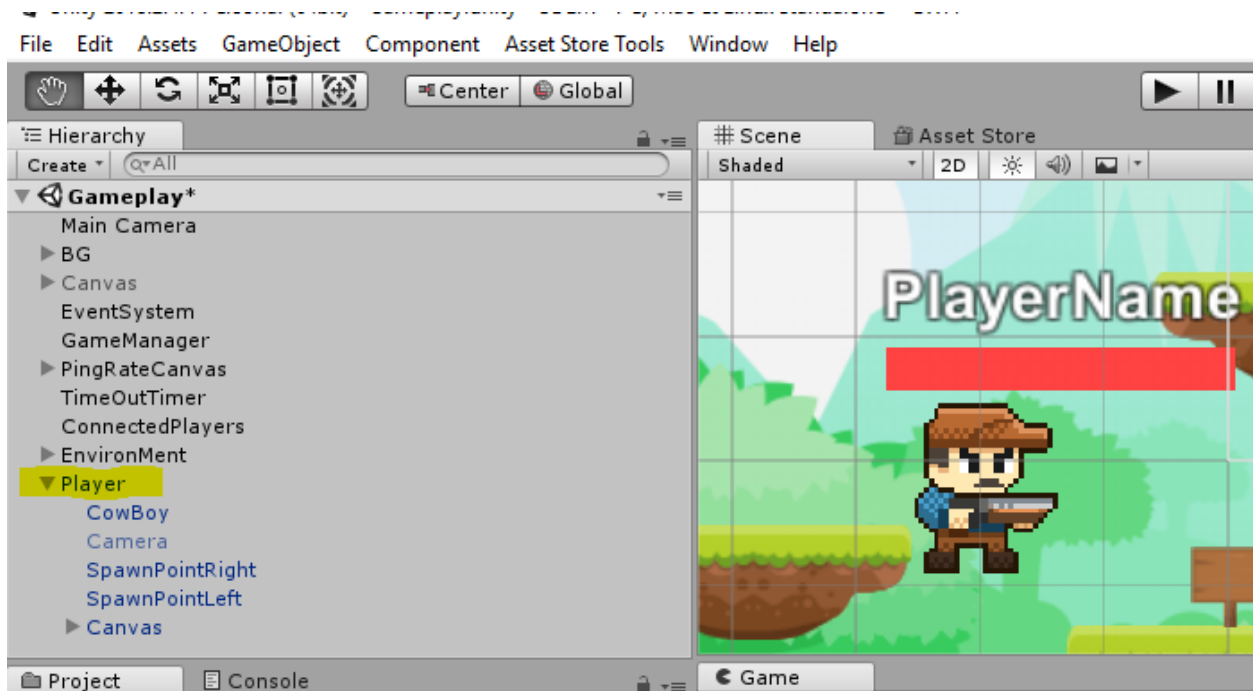 File Edit Assets GameObject Component Asset Store Tools Window Help
Center Global
Hierarchy
Create All
Gameplay*
Main Camera
BG
Canvas
EventSystem
GameManager
PingRateCanvas
TimeOutTimer
ConnectedPlayers
EnvironMent
Player
CowBoy
Camera
SpawnPointRight
SpawnPointLeft
Canvas
Project Console
Scene Asset Store
Shaded 2D
PlayerName
Game